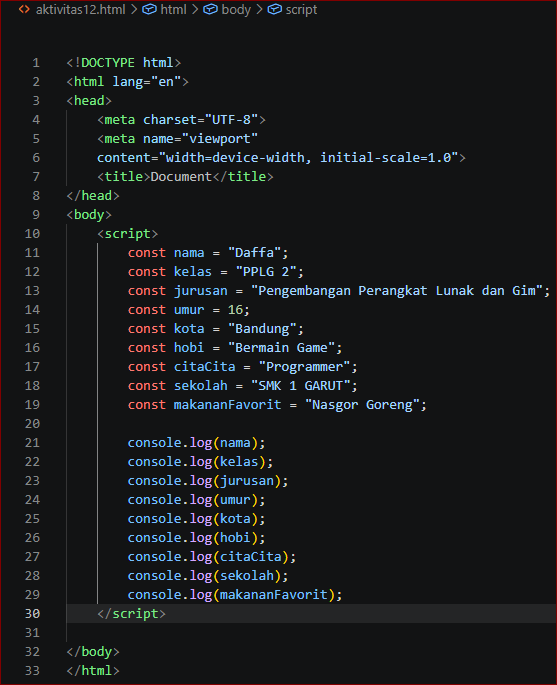 aktivitas12.html > html > body > script
1 <!DOCTYPE html>
2 <html lang="en">
3 <head>
4     <meta charset="UTF-8">
5     <meta name="viewport"
6     content="width=device-width, initial-scale=1.0">
7     <title>Document</title>
8 </head>
9 <body>
10     <script>
11         const nama = "Daffa";
12         const kelas = "PPLG 2";
13         const jurusan = "Pengembangan Perangkat Lunak dan Gim";
14         const umur = 16;
15         const kota = "Bandung";
16         const hobi = "Bermain Game";
17         const citaCita = "Programmer";
18         const sekolah = "SMK 1 GARUT";
19         const makananFavorit = "Nasgor Goreng";
20
21         console.log(nama);
22         console.log(kelas);
23         console.log(jurusan);
24         console.log(umur);
25         console.log(kota);
26         console.log(hobi);
27         console.log(citaCita);
28         console.log(sekolah);
29         console.log(makananFavorit);
30     </script>
31
32 </body>
33 </html>